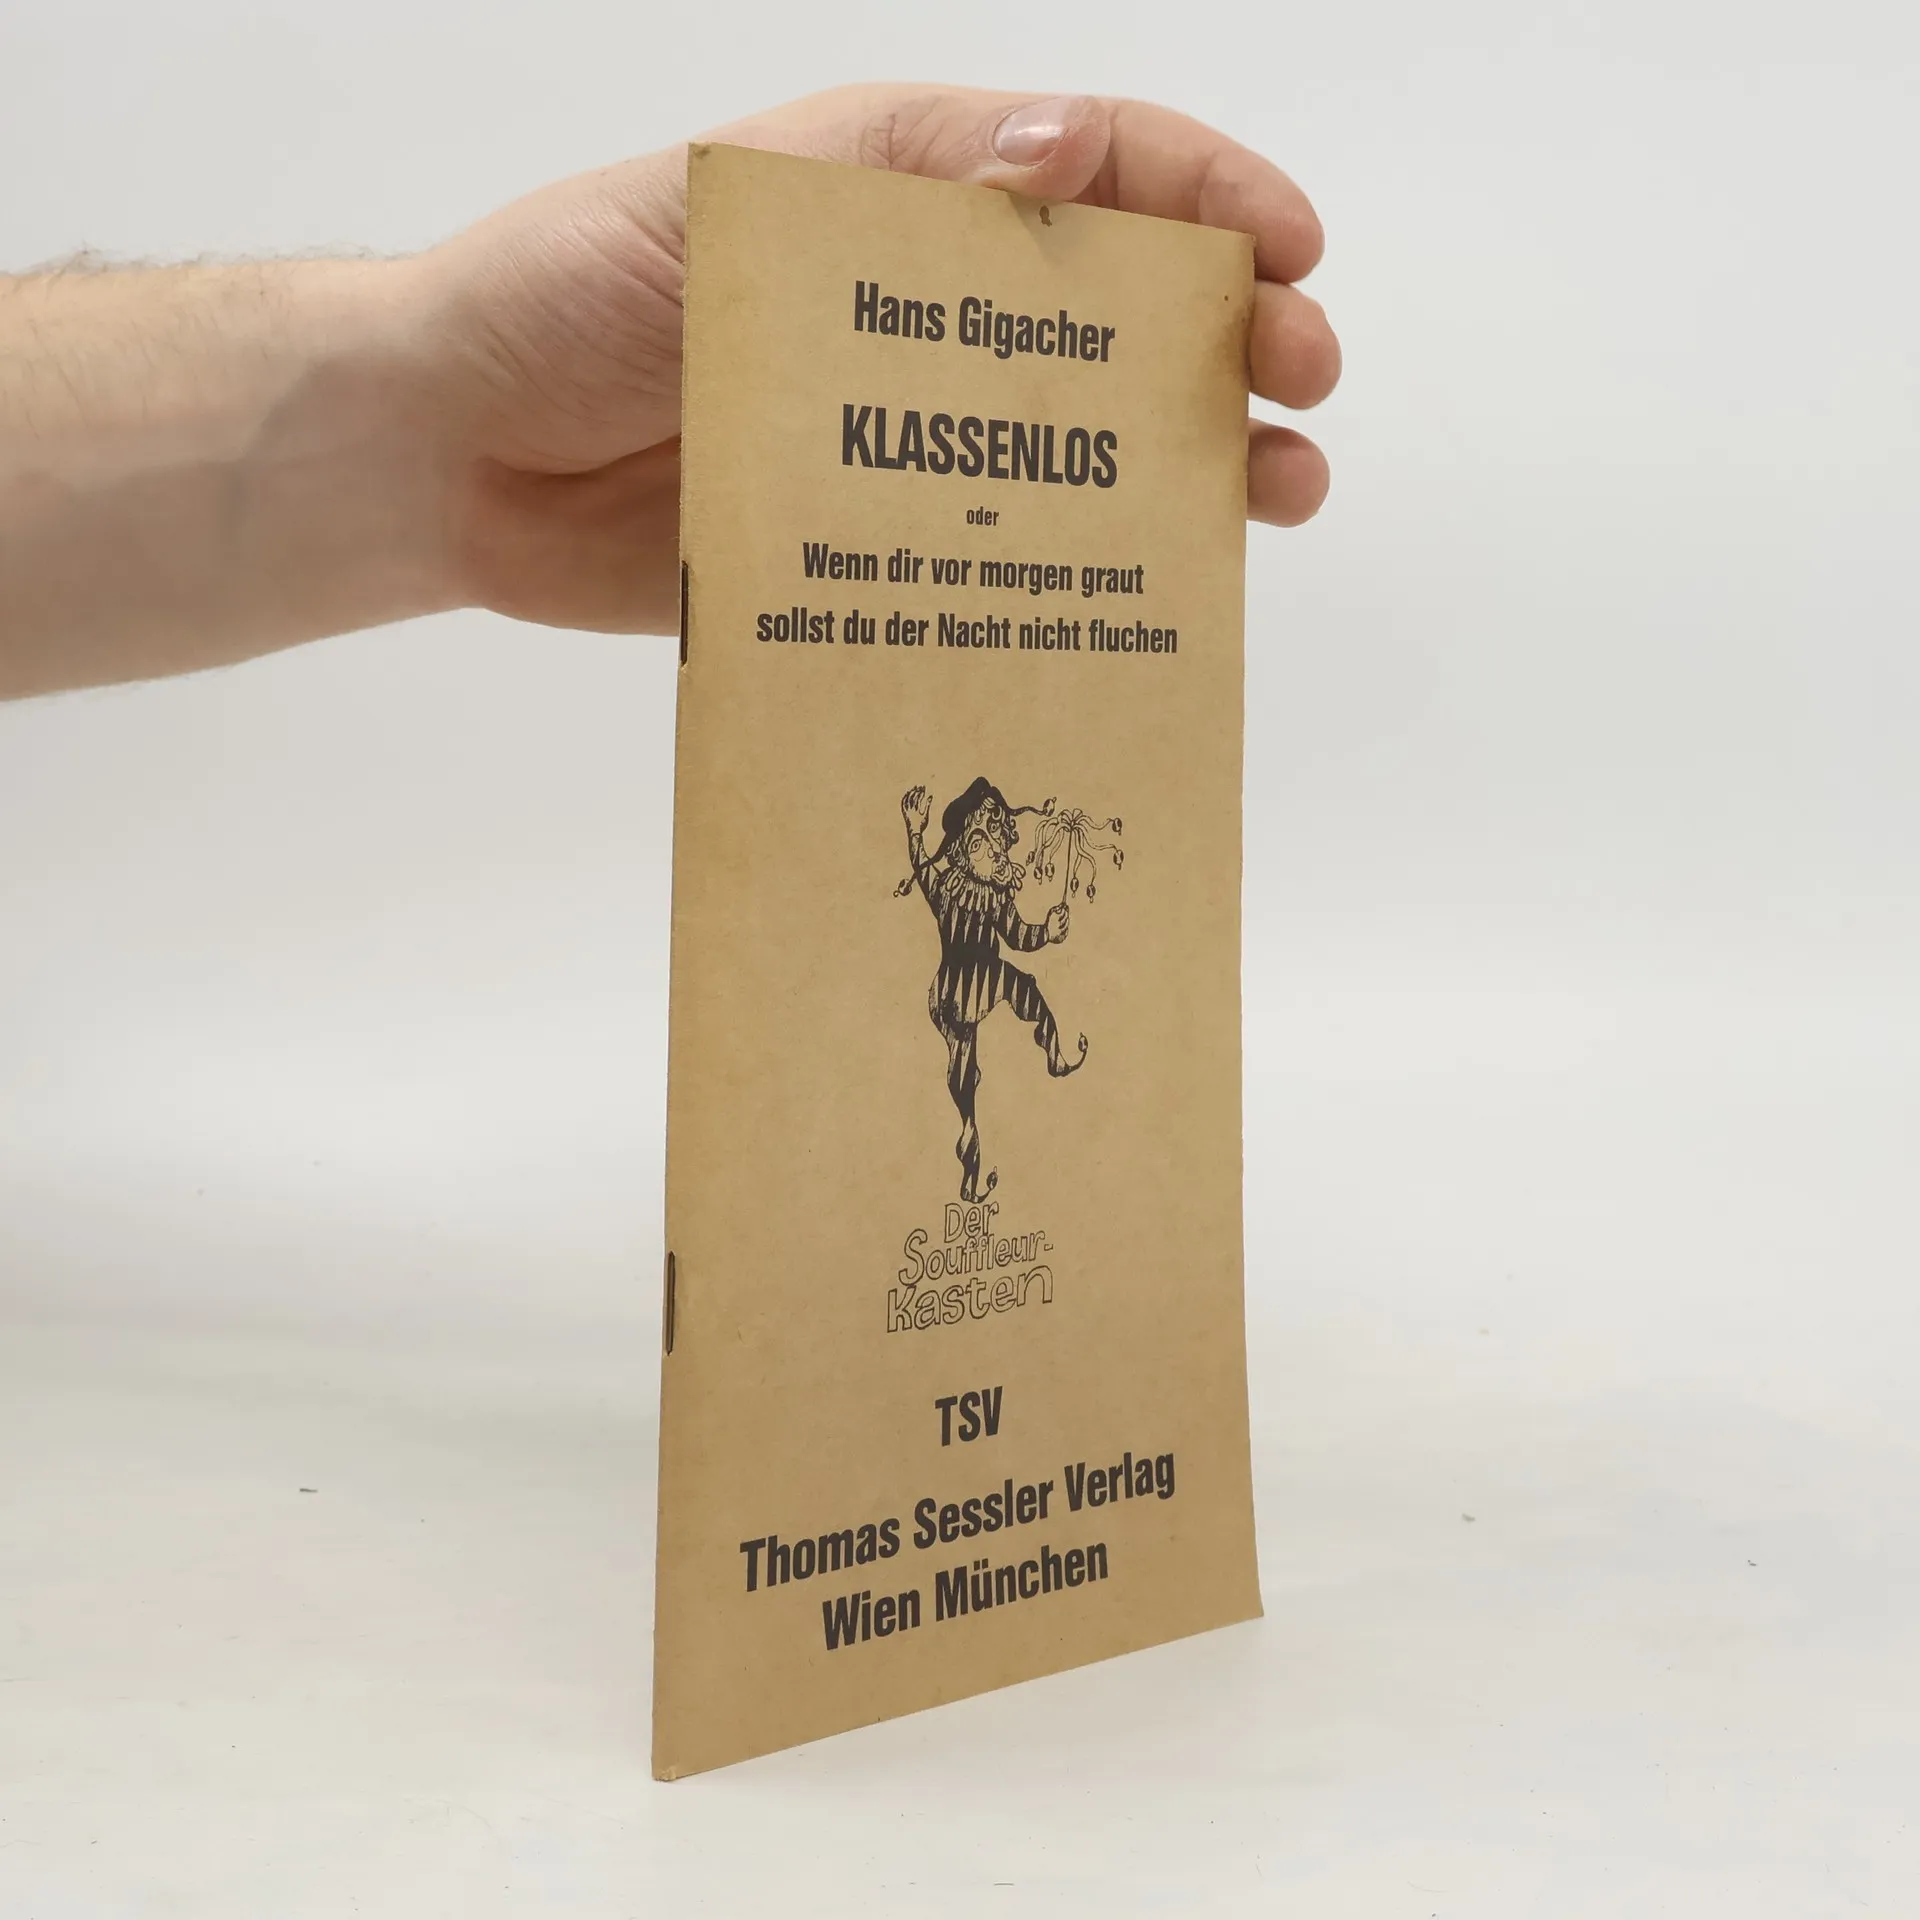 Hans Gigacher
KLASSENLOS
oder
Wenn dir vor morgen graut
sollst du der Nacht nicht fluchen
Der
Souffleur-
Kasten
TSV
Thomas Sessler Verlag
Wien München